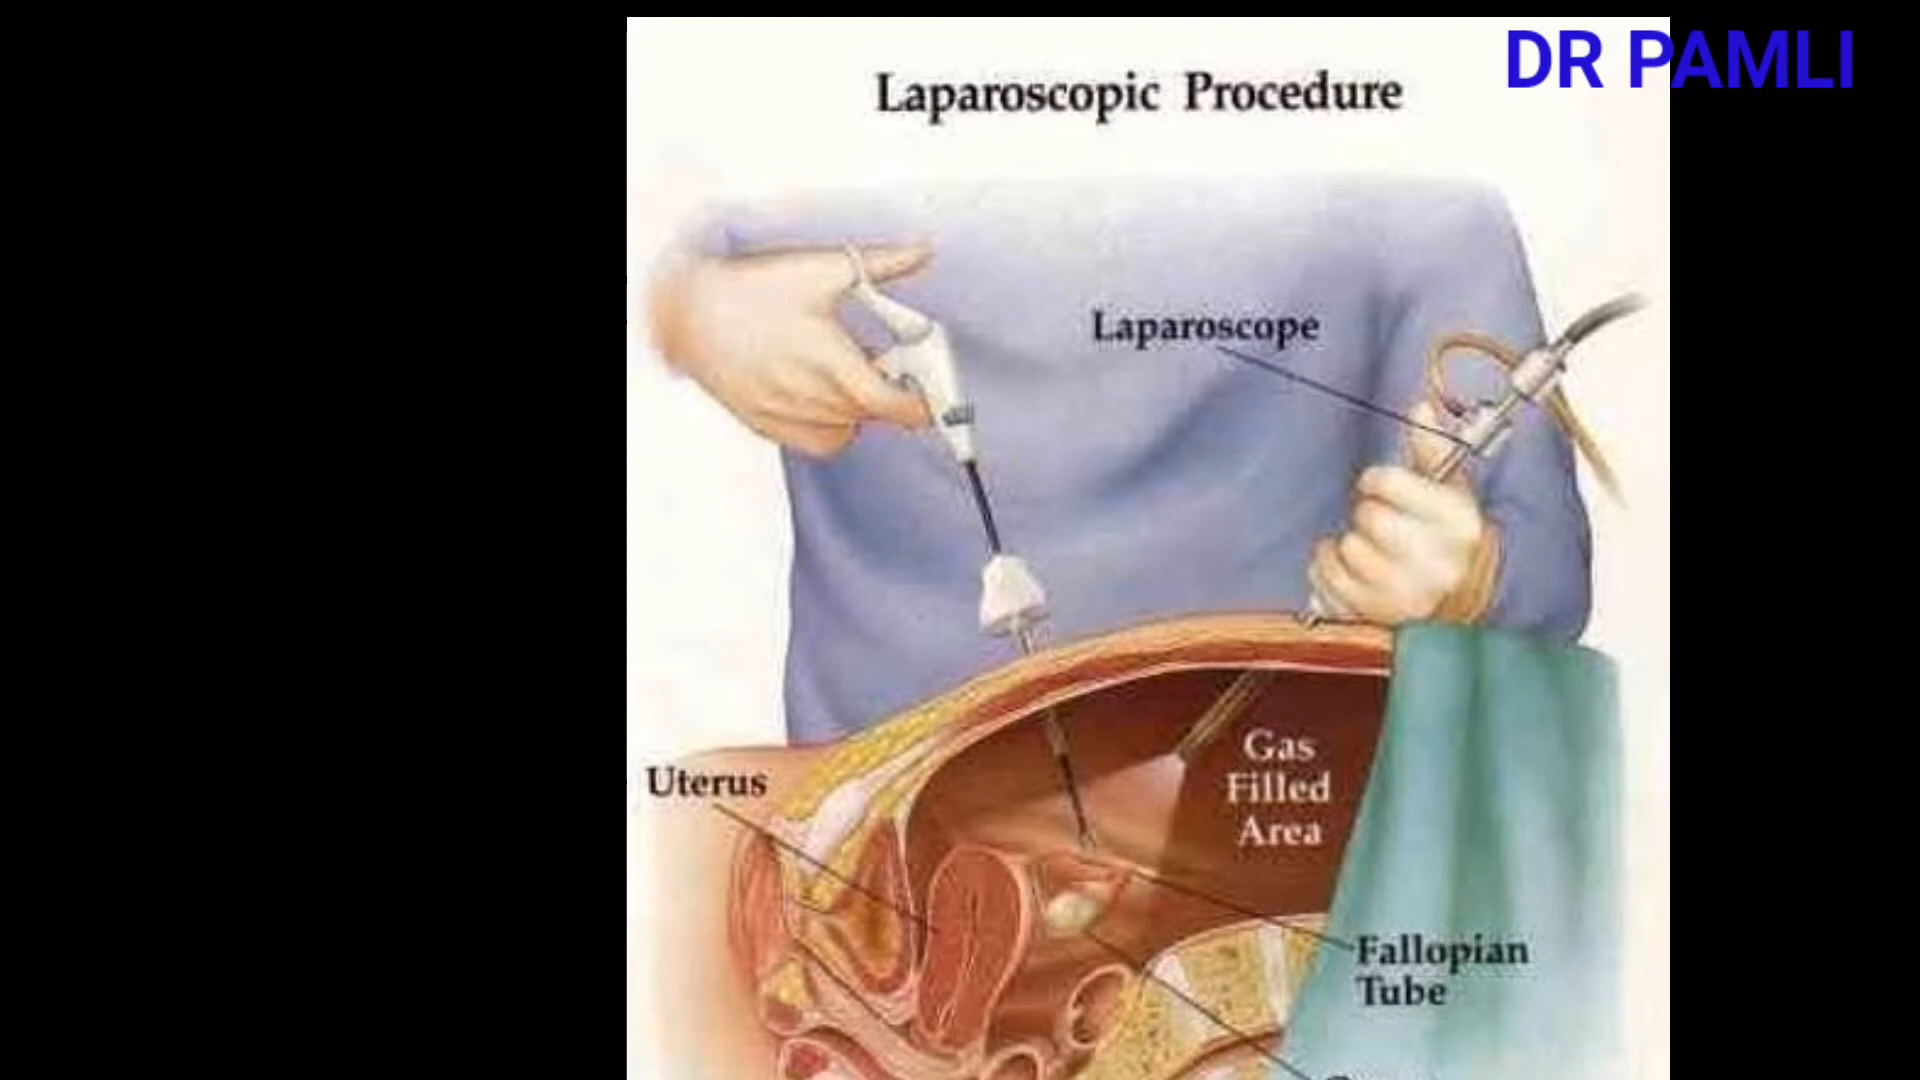 DR PAMLI
Laparoscopic Procedure
Laparoscope
Gas
Filled
Area
Uterus
Fallopian
Tube